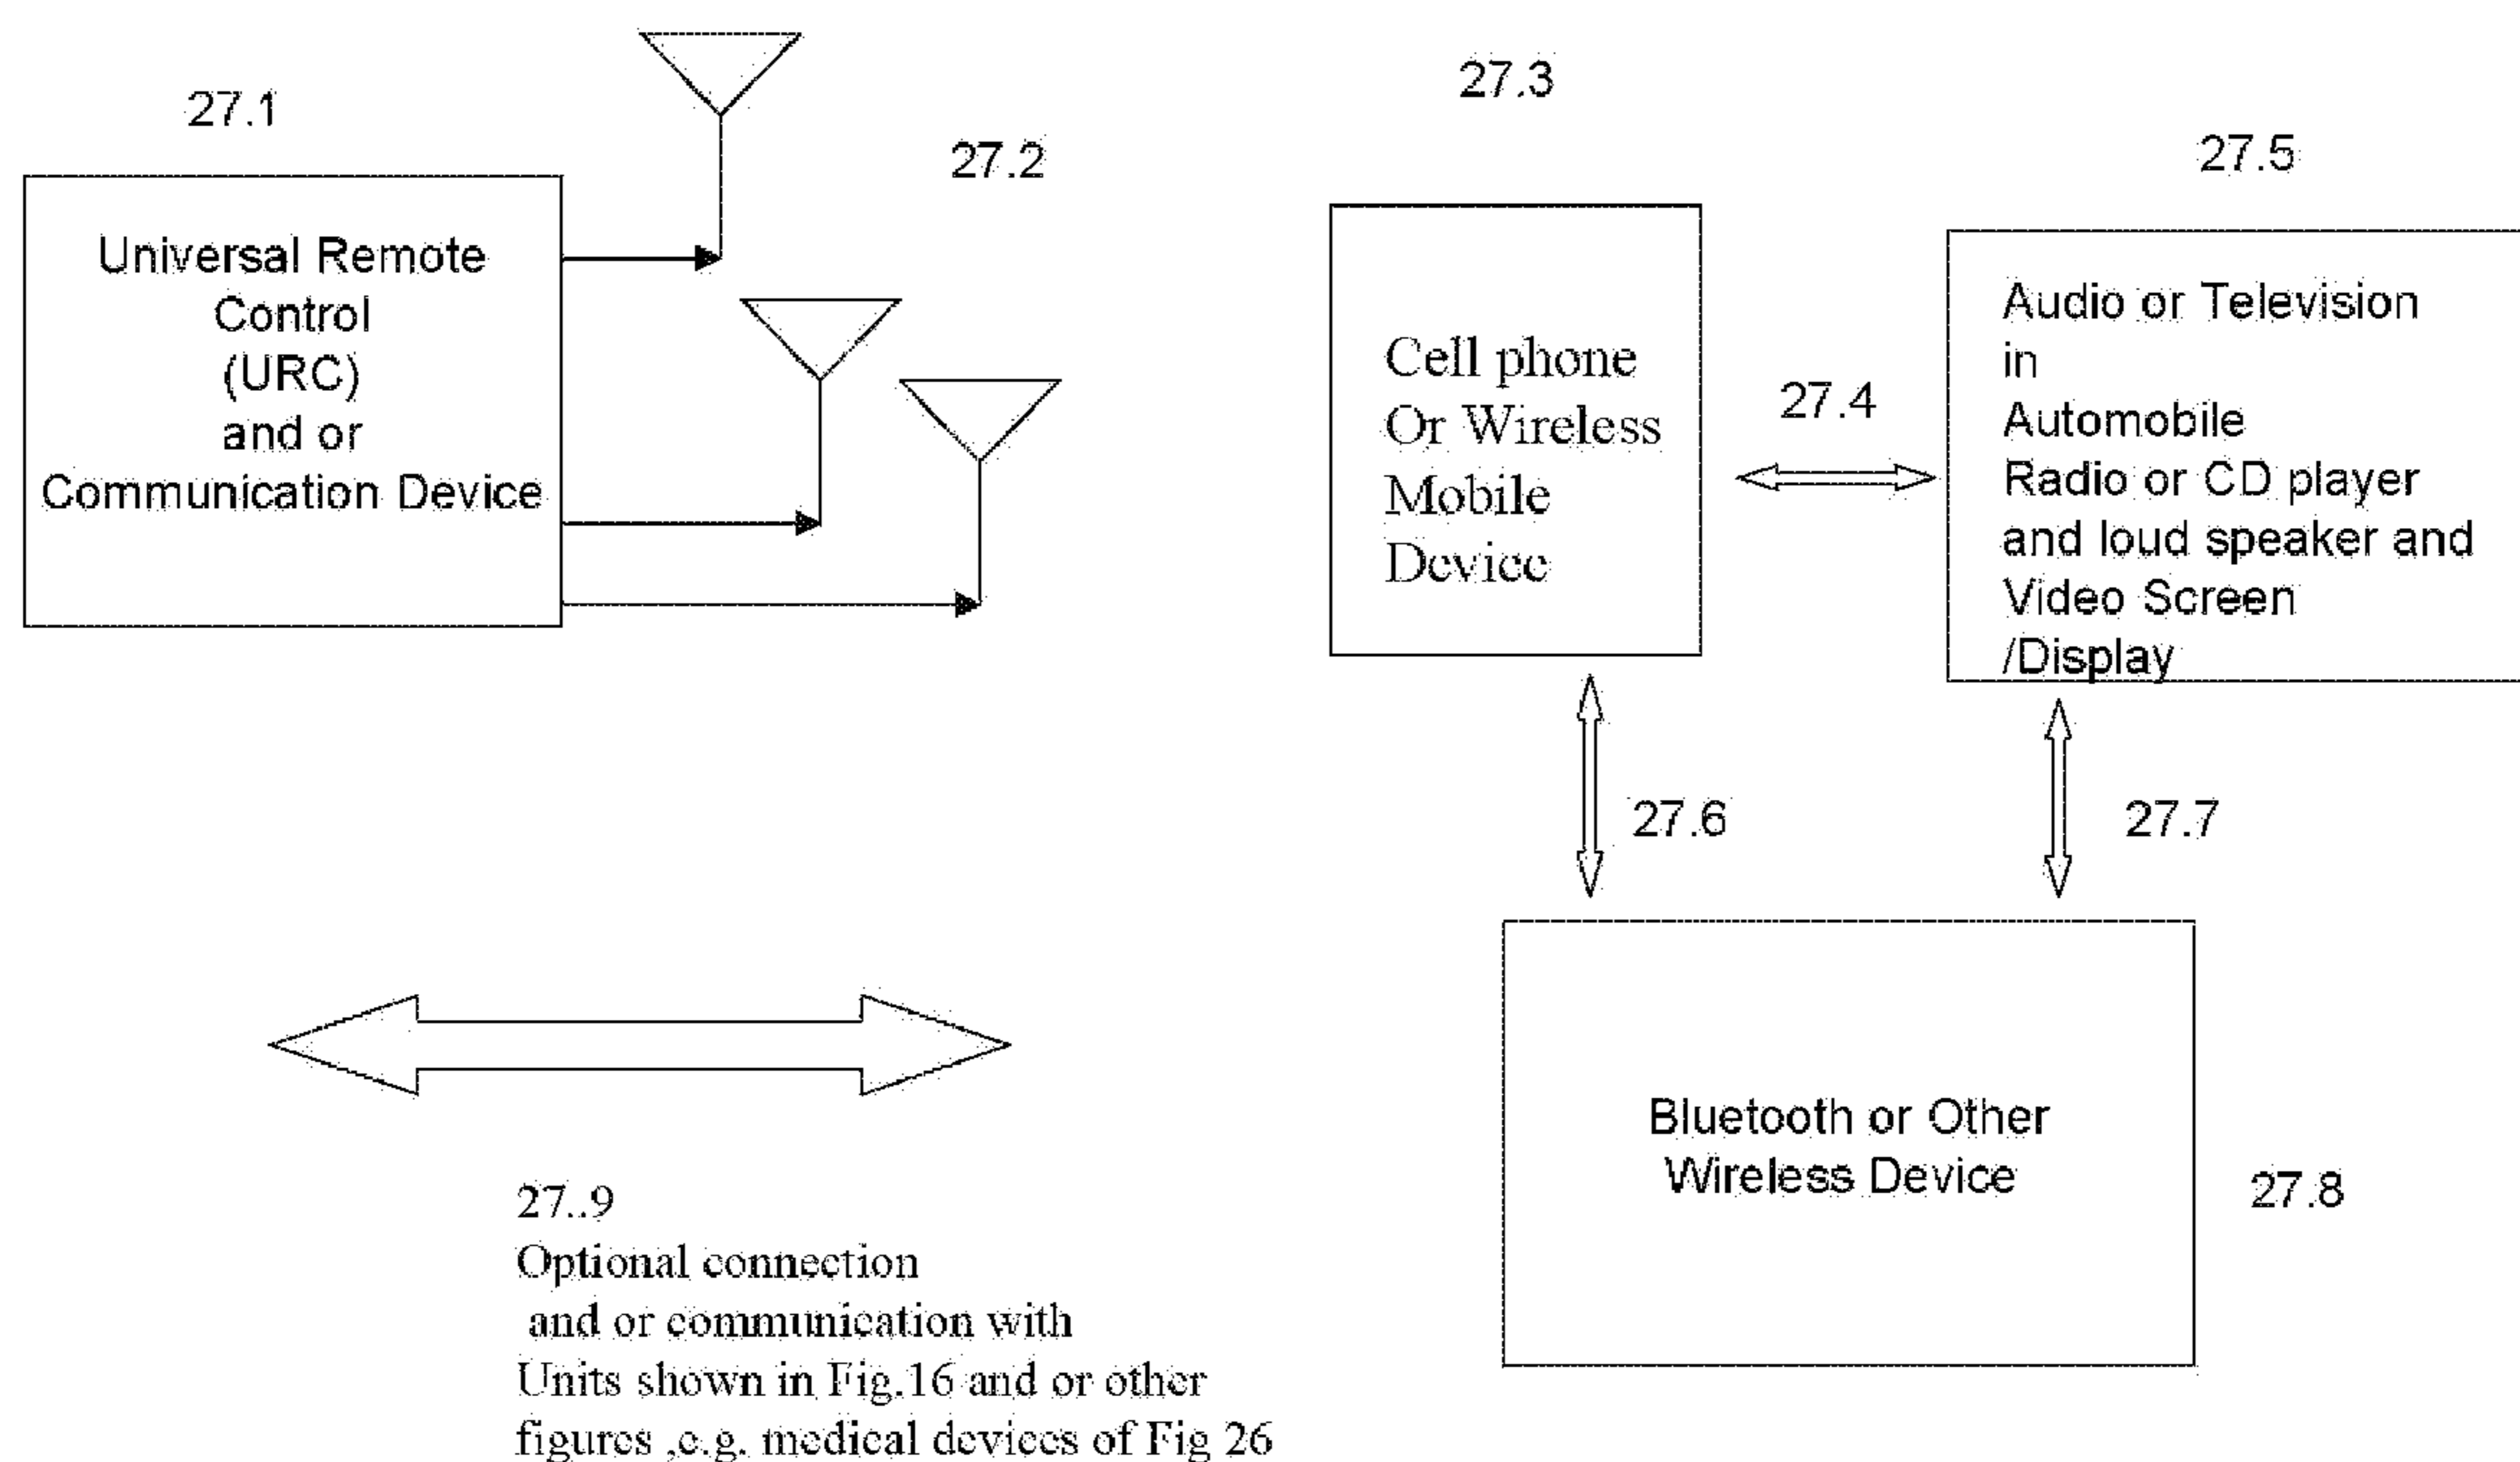 27.1
Universal Remote
Control
(URC)
and or
Communication Device
27.2
27.3
Cell phone
Or Wireless
Mobile
Device
27.4
27.5
Audio or Television
in
Automobile
Radio or CD player
and loud speaker and
Video Screen
/Display
27.6
27.7
Bluetooth or Other
Wireless Device
27.8
27..9
Optional connection
and or communication with
Units shown in Fig.16 and or other
figures ,e.g. medical devices of Fig 26